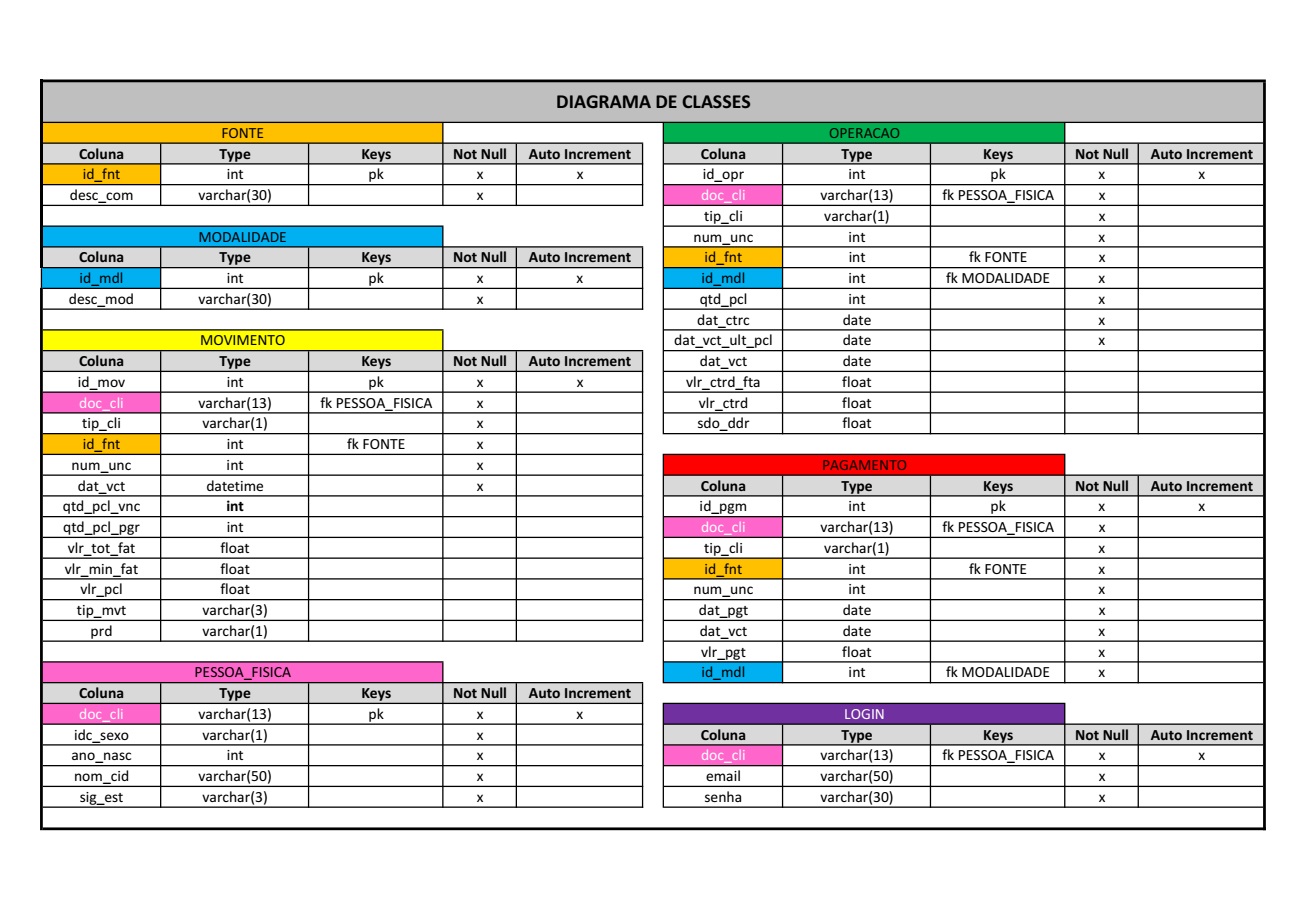 DIAGRAMA DE CLASSES
FONTE
Coluna Type Keys Not Null Auto Increment
id_fnt int pk x x
desc_com varchar(30) x
MODALIDADE
Coluna Type Keys Not Null Auto Increment
id_mdl int pk x x
desc_mod varchar(30) x
MOVIMENTO
Coluna Type Keys Not Null Auto Increment
id_mov int pk x x
doc_cli varchar(13) fk PESSOA_FISICA x
tip_cli varchar(1) x
id_fnt int fk FONTE x
num_unc int x
dat_vct datetime x
qtd_pcl_vnc int
qtd_pcl_pgr int
vlr_tot_fat float
vlr_min_fat float
vlr_pcl float
tip_mvt varchar(3)
prd varchar(1)
PESSOA_FISICA
Coluna Type Keys Not Null Auto Increment
doc_cli varchar(13) pk x x
idc_sexo varchar(1) x
ano_nasc int x
nom_cid varchar(50) x
sig_est varchar(3) x
OPERACAO
Coluna Type Keys Not Null Auto Increment
id_opr int pk x x
doc_cli varchar(13) fk PESSOA_FISICA x
tip_cli varchar(1) x
num_unc int x
id_fnt int fk FONTE x
id_mdl int fk MODALIDADE x
qtd_pcl int x
dat_ctrc date x
dat_vct_ult_pcl date x
dat_vct date
vlr_ctrd_fta float
vlr_ctrd float
sdo_ddr float
PAGAMENTO
Coluna Type Keys Not Null Auto Increment
id_pgm int pk x x
doc_cli varchar(13) fk PESSOA_FISICA x
tip_cli varchar(1) x
id_fnt int fk FONTE x
num_unc int x
dat_pgt date x
dat_vct date x
vlr_pgt float x
id_mdl int fk MODALIDADE x
LOGIN
Coluna Type Keys Not Null Auto Increment
doc_cli varchar(13) fk PESSOA_FISICA x x
email varchar(50) x
senha varchar(30) x